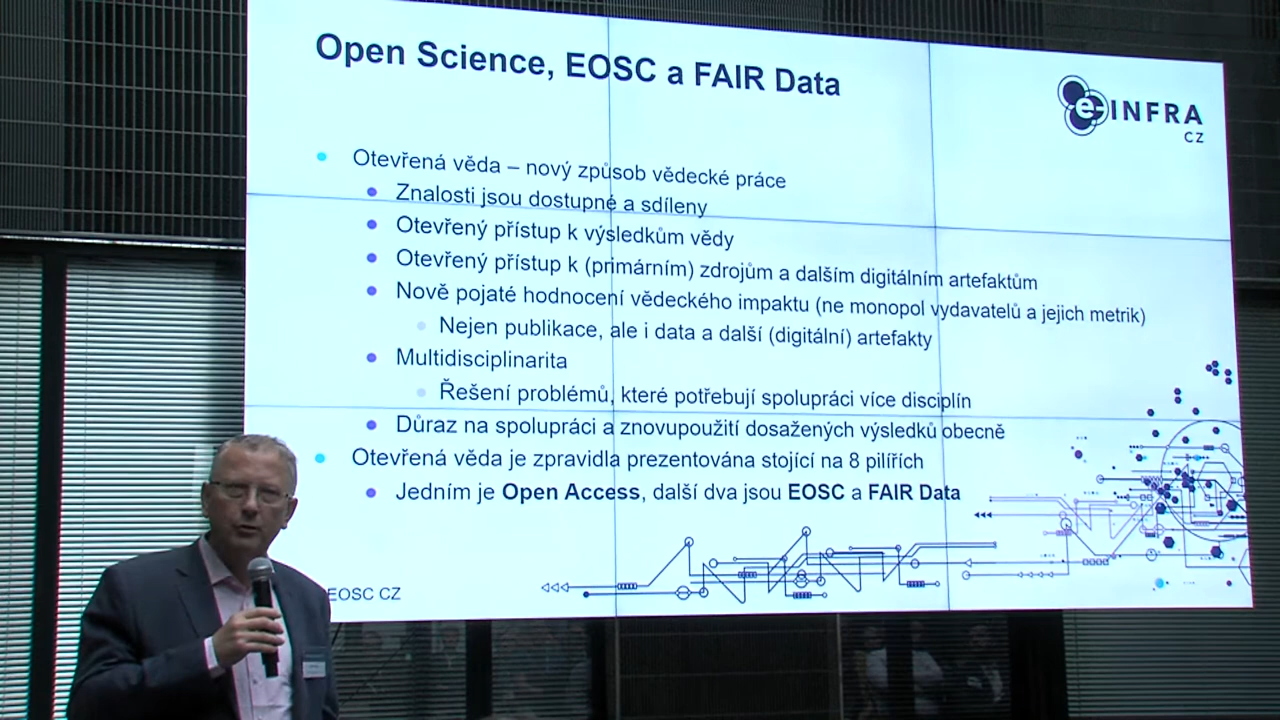 Open Science, EOSC a FAIR Data
e-INFRA
CZ
Otevřená věda – nový způsob vědecké práce
Znalosti jsou dostupné a sdíleny
Otevřený přístup k výsledkům vědy
Otevřený přístup k (primárním) zdrojům a dalším digitálním artefaktům
Nově pojaté hodnocení vědeckého impaktu (ne monopol vydavatelů a jejich metrik)
Nejen publikace, ale i data a další (digitální) artefakty
Multidisciplinarita
Řešení problémů, které potřebují spolupráci více disciplín
Důraz na spolupráci a znovupoužití dosažených výsledků obecně
Otevřená věda je zpravidla prezentována stojící na 8 pilířích
Jedním je Open Access, další dva jsou EOSC a FAIR Data
EOSC CZ